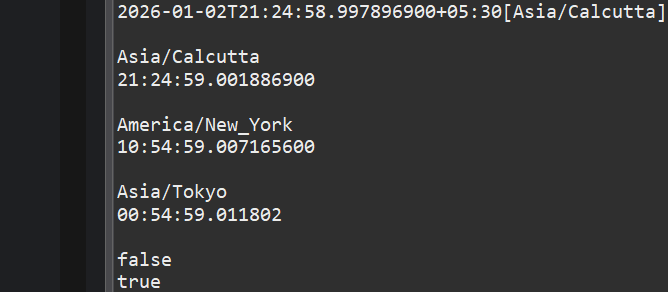 2026-01-02T21:24:58.997896900+05:30[Asia/Calcutta]
Asia/Calcutta
21:24:59.001886900
America/New_York
10:54:59.007165600
Asia/Tokyo
00:54:59.011802
false
true